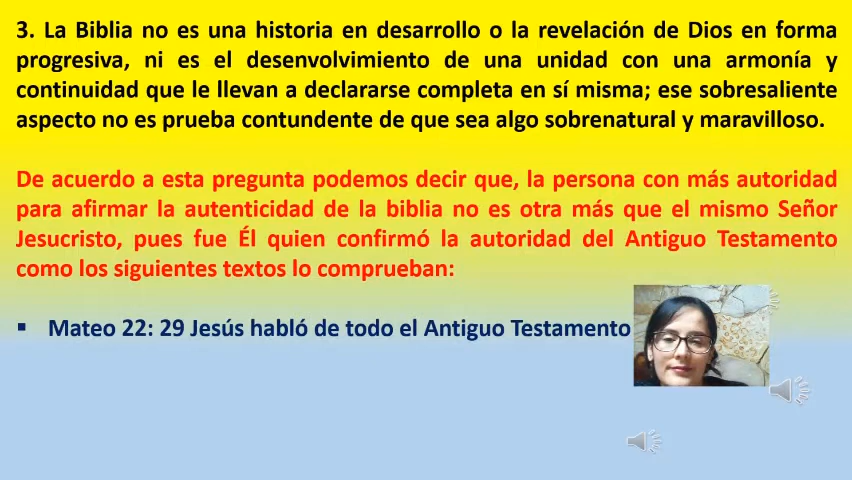 3. La Biblia no es una historia en desarrollo o la revelación de Dios en forma
progresiva, ni es el desenvolvimiento de una unidad con una armonía y
continuidad que le llevan a declararse completa en sí misma; ese sobresaliente
aspecto no es prueba contundente de que sea algo sobrenatural y maravilloso.
De acuerdo a esta pregunta podemos decir que, la persona con más autoridad
para afirmar la autenticidad de la biblia no es otra más que el mismo Señor
Jesucristo, pues fue Él quien confirmó la autoridad del Antiguo Testamento
como los siguientes textos lo comprueban:
▪ Mateo 22: 29 Jesús habló de todo el Antiguo Testamento